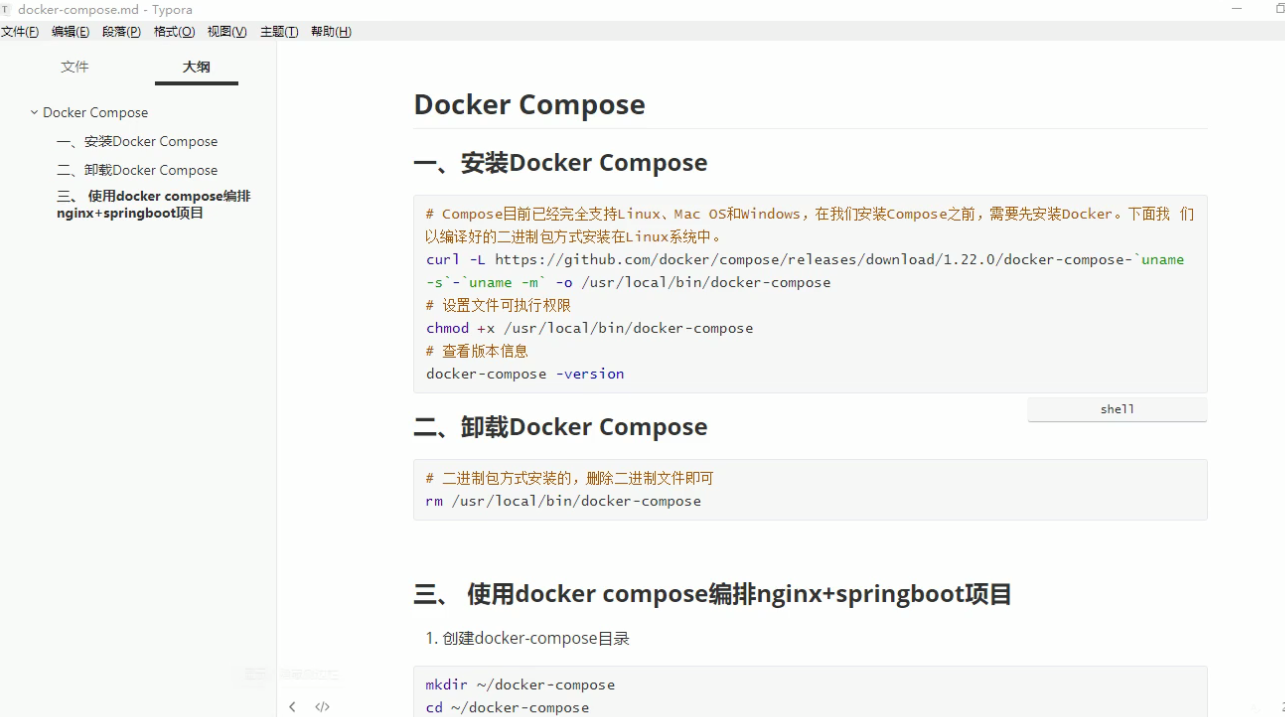 docker-compose.md - Typora
文件(F) 编辑(E) 段落(P) 格式(O) 视图(V) 主题(T) 帮助(H)
文件 大纲
Docker Compose
一、安装Docker Compose
二、卸载Docker Compose
三、 使用docker compose编排
nginx+springboot项目
Docker Compose
一、安装Docker Compose
# Compose目前已经完全支持Linux、Mac OS和Windows，在我们安装Compose之前，需要先安装Docker。下面我 们
以编译好的二进制包方式安装在Linux系统中。
curl -L https://github.com/docker/compose/releases/download/1.22.0/docker-compose-`uname
-s`-`uname -m` -o /usr/local/bin/docker-compose
# 设置文件可执行权限
chmod +x /usr/local/bin/docker-compose
# 查看版本信息
docker-compose -version
shell
二、卸载Docker Compose
# 二进制包方式安装的，删除二进制文件即可
rm /usr/local/bin/docker-compose
三、 使用docker compose编排nginx+springboot项目
1. 创建docker-compose目录
mkdir ~/docker-compose
cd ~/docker-compose